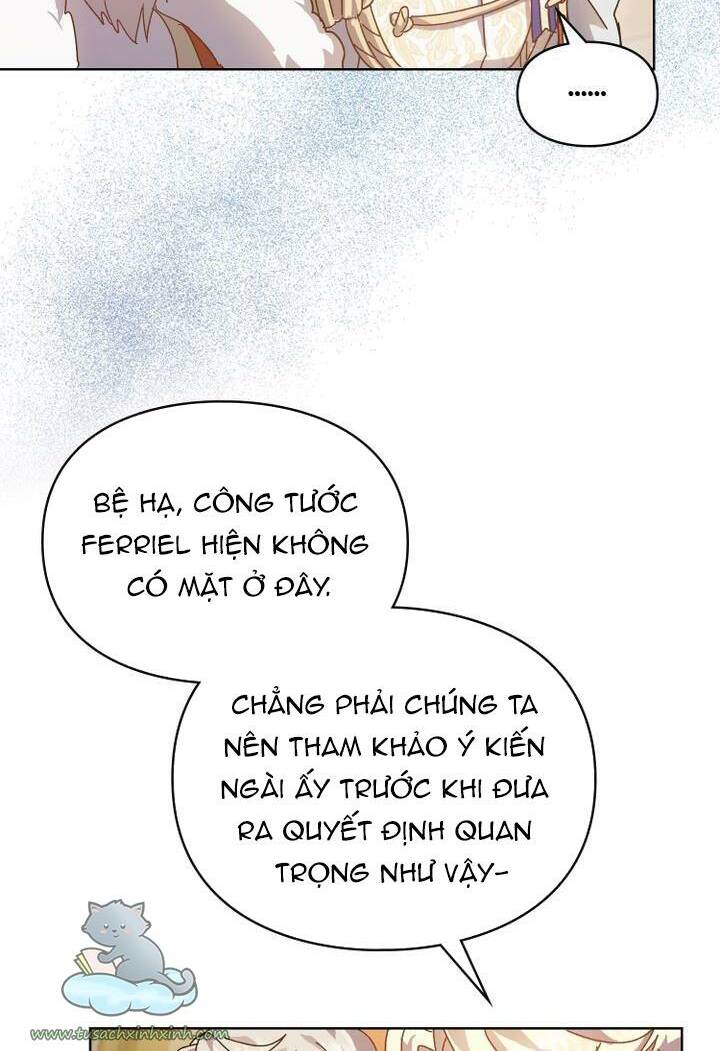 ......
BỆ HẠ, CÔNG TƯỚC
FERRIEL HIỆN KHÔNG
CÓ MẶT Ở ĐÂY.
CHẲNG PHẢI CHÚNG TA
NÊN THAM KHẢO Ý KIẾN
NGÀI ẤY TRƯỚC KHI ĐƯA
RA QUYẾT ĐỊNH QUAN
TRỌNG NHƯ VẬY-
www.tusachxinhxinh.com